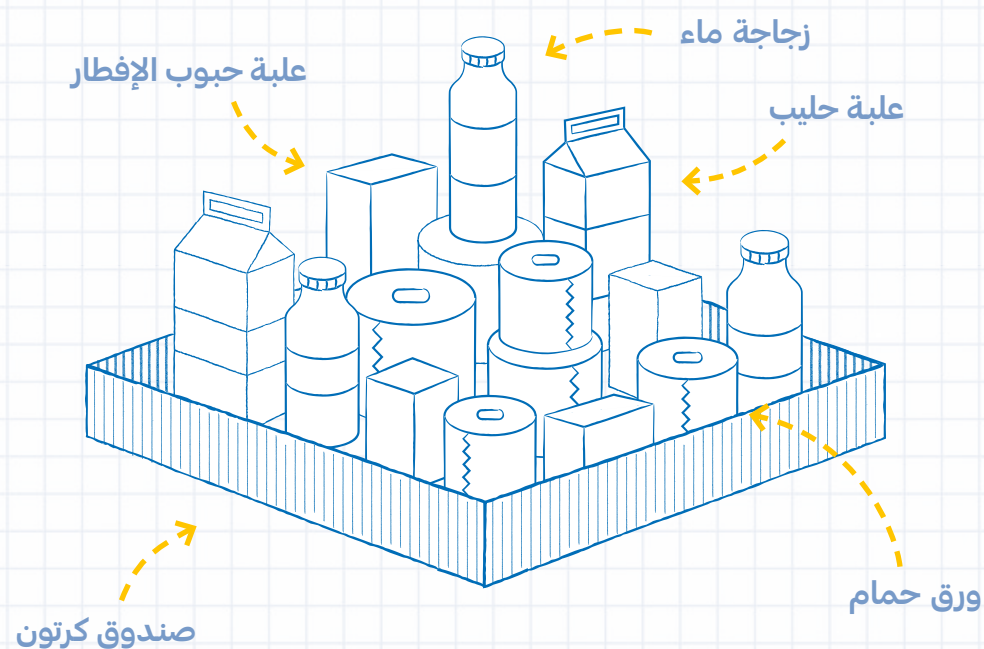 زجاجة ماء
علبة حبوب الإفطار
علبة حليب
ورق حمام
صندوق كرتون